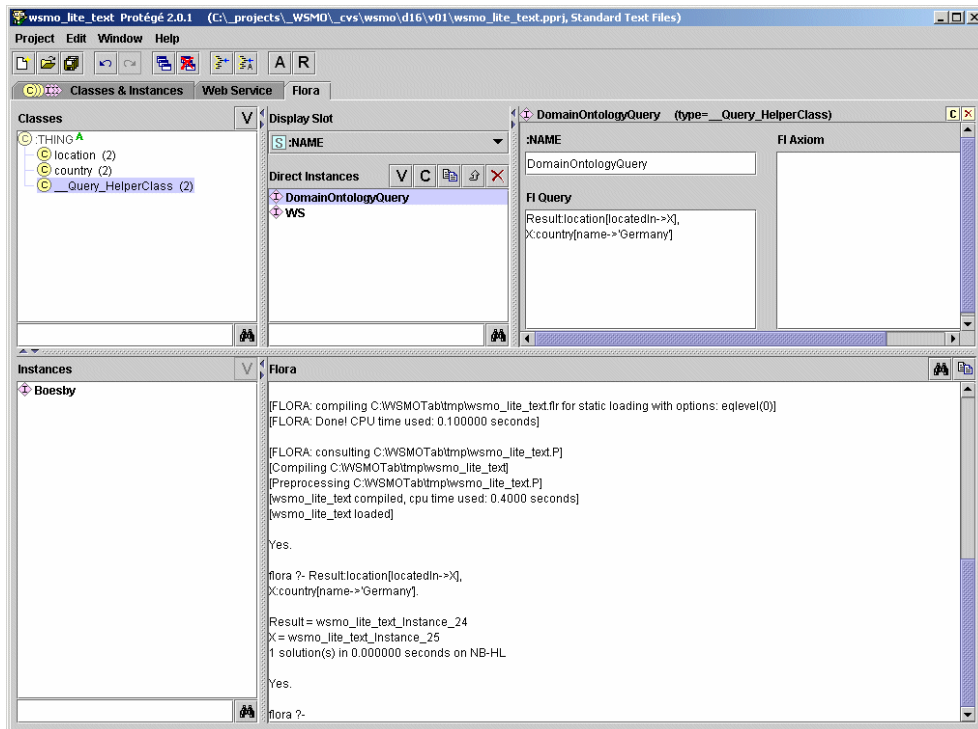 wsmo_lite_text Protégé 2.0.1 (C:\_projects\_WSMO\_cvs\wsmo\d16\v01\wsmo_lite_text.pprj, Standard Text Files)
Project Edit Window Help
A R
C I Classes & Instances Web Service Flora
Classes V
C :THING A
C location (2)
C country (2)
C __Query_HelperClass (2)
Display Slot
S :NAME
Direct Instances V C
I DomainOntologyQuery
I WS
I DomainOntologyQuery (type=__Query_HelperClass) C
:NAME
DomainOntologyQuery
Fl Query
Result:location[locatedIn->X],
X:country[name->'Germany']
Fl Axiom
Instances V
I Boesby
Flora
[FLORA: compiling C:\WSMOTab\tmp\wsmo_lite_text.flr for static loading with options: eqlevel(0)]
[FLORA: Done! CPU time used: 0.100000 seconds]
[FLORA: consulting C:\WSMOTab\tmp\wsmo_lite_text.P]
[Compiling C:\WSMOTab\tmp\wsmo_lite_text]
[Preprocessing C:\WSMOTab\tmp\wsmo_lite_text.P]
[wsmo_lite_text compiled, cpu time used: 0.4000 seconds]
[wsmo_lite_text loaded]
Yes.
flora ?- Result:location[locatedIn->X],
X:country[name->'Germany'].
Result = wsmo_lite_text_Instance_24
X = wsmo_lite_text_Instance_25
1 solution(s) in 0.000000 seconds on NB-HL
Yes.
flora ?-